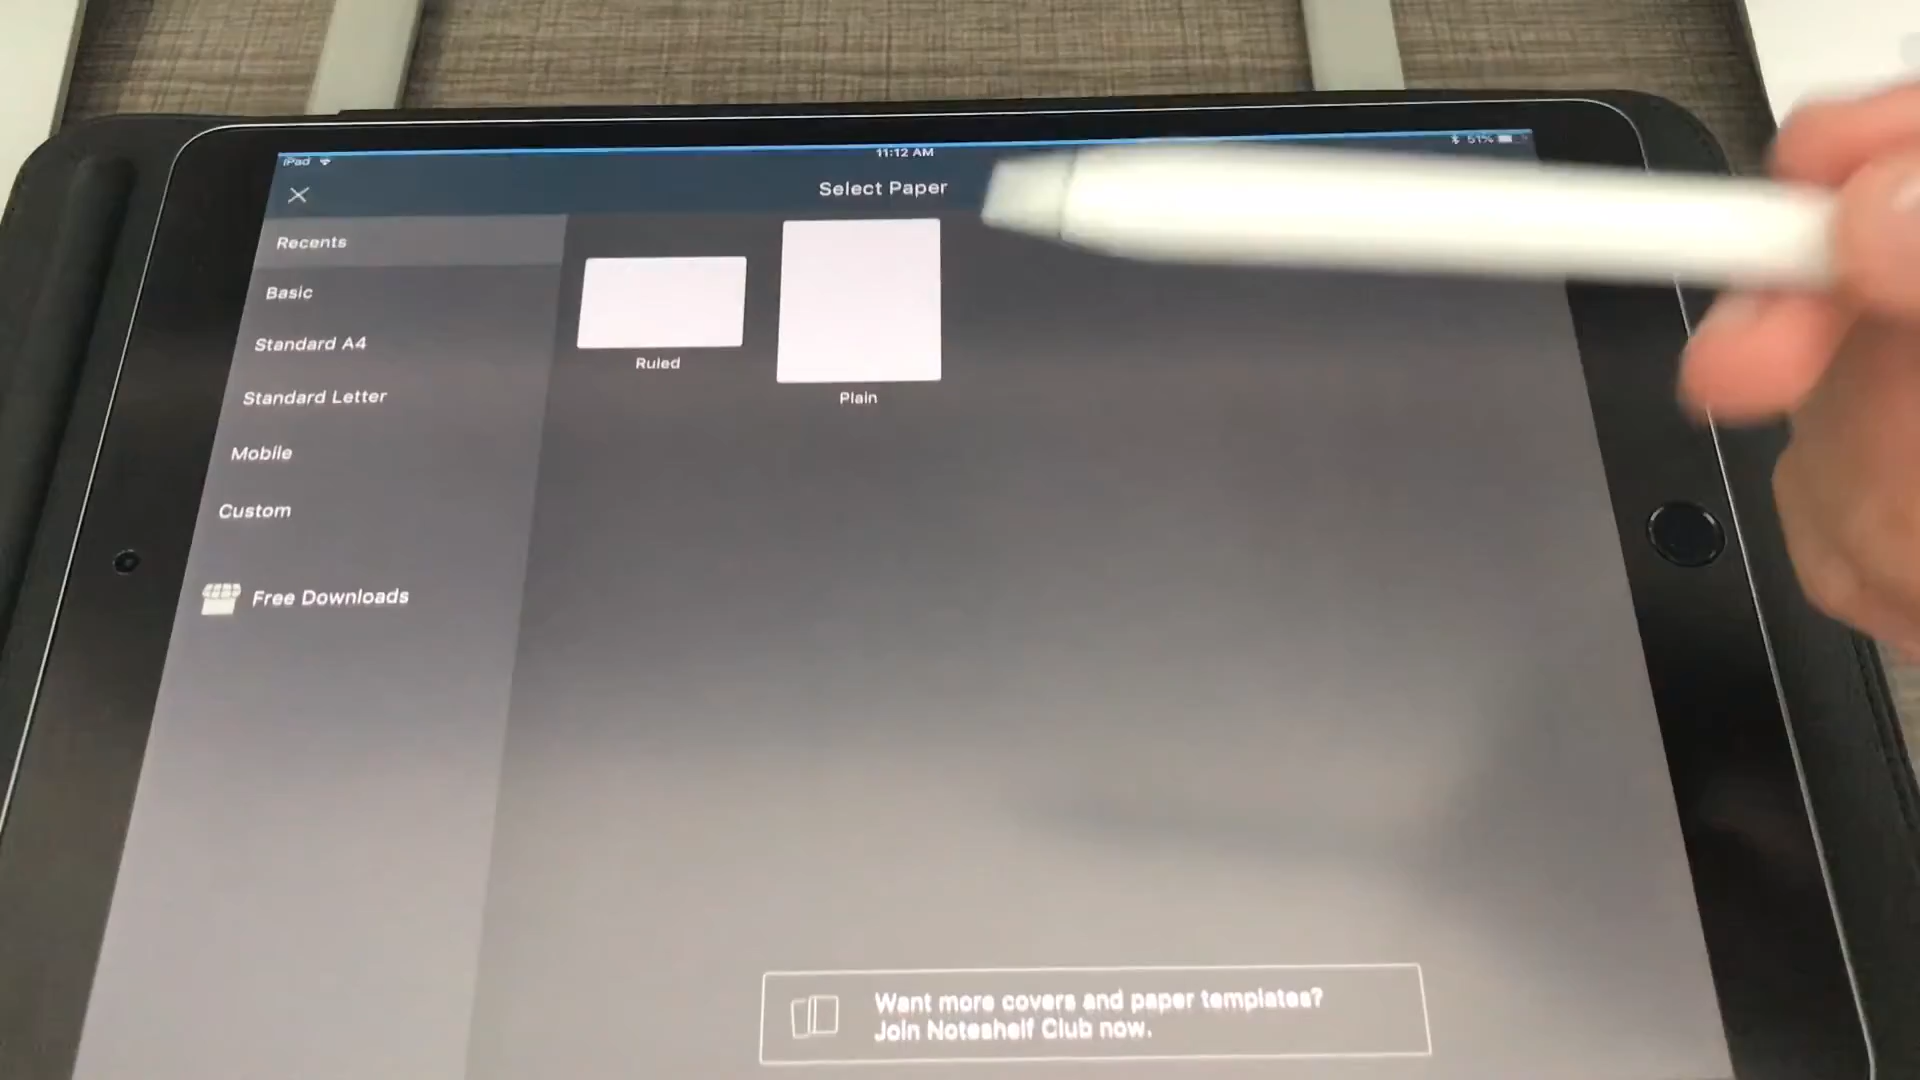 iPad
11:12 AM
51%
Select Paper
Recents
Basic
Standard A4
Standard Letter
Mobile
Custom
Free Downloads
Ruled
Plain
Want more covers and paper templates?
Join Noteshelf Club now.